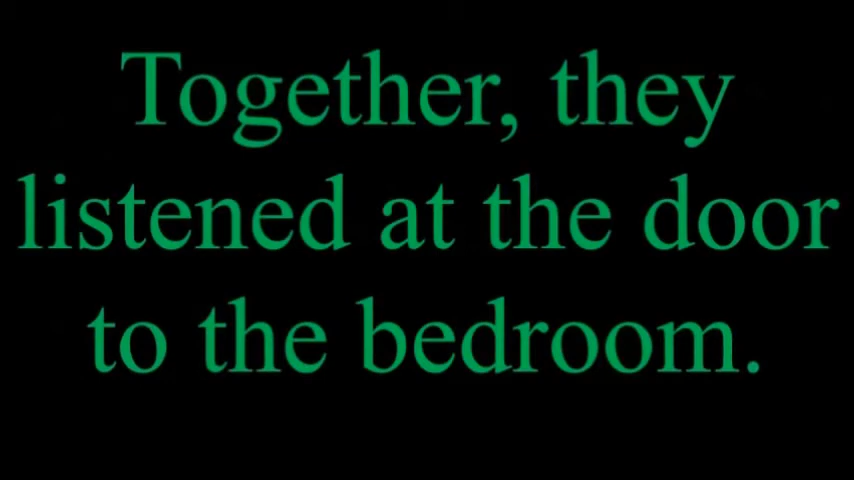 Together, they
listened at the door
to the bedroom.